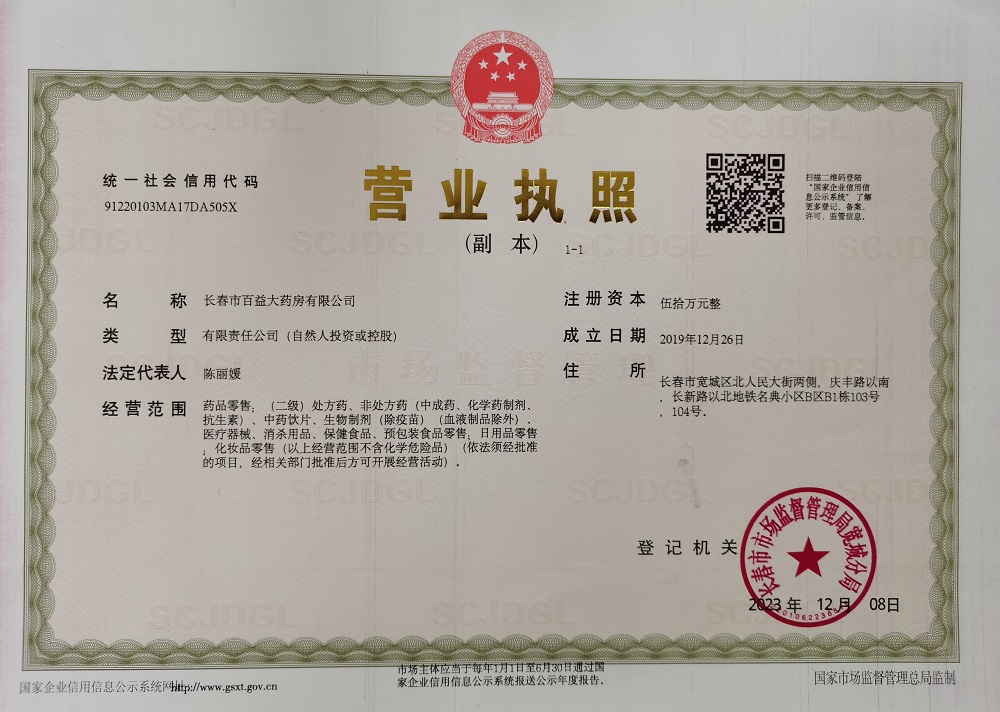 统一社会信用代码
91220103MA17DA505X
营业执照
（副 本） 1-1
扫描二维码登陆
“国家企业信用信
息公示系统”了解
更多登记、备案、
许可、监管信息。
名 称 长春市百益大药房有限公司
类 型 有限责任公司（自然人投资或控股）
法定代表人 陈丽媛
经营范围 药品零售；（二级）处方药、非处方药（中成药、化学药制剂、
抗生素）、中药饮片、生物制剂（除疫苗）（血液制品除外）、
医疗器械、消杀用品、保健食品、预包装食品零售；日用品零售
；化妆品零售（以上经营范围不含化学危险品）（依法须经批准
的项目，经相关部门批准后方可开展经营活动）。
注册资本 伍拾万元整
成立日期 2019年12月26日
住 所 长春市宽城区北人民大街两侧，庆丰路以南
，长新路以北地铁名典小区B区B1栋103号
，104号。
登记机关
长春市市场监督管理局宽城分局
2023 年 12 月 08日
国家企业信用信息公示系统网址 http://www.gsxt.gov.cn
市场主体应当于每年1月1日至6月30日通过国
家企业信用信息公示系统报送公示年度报告。
国家市场监督管理总局监制